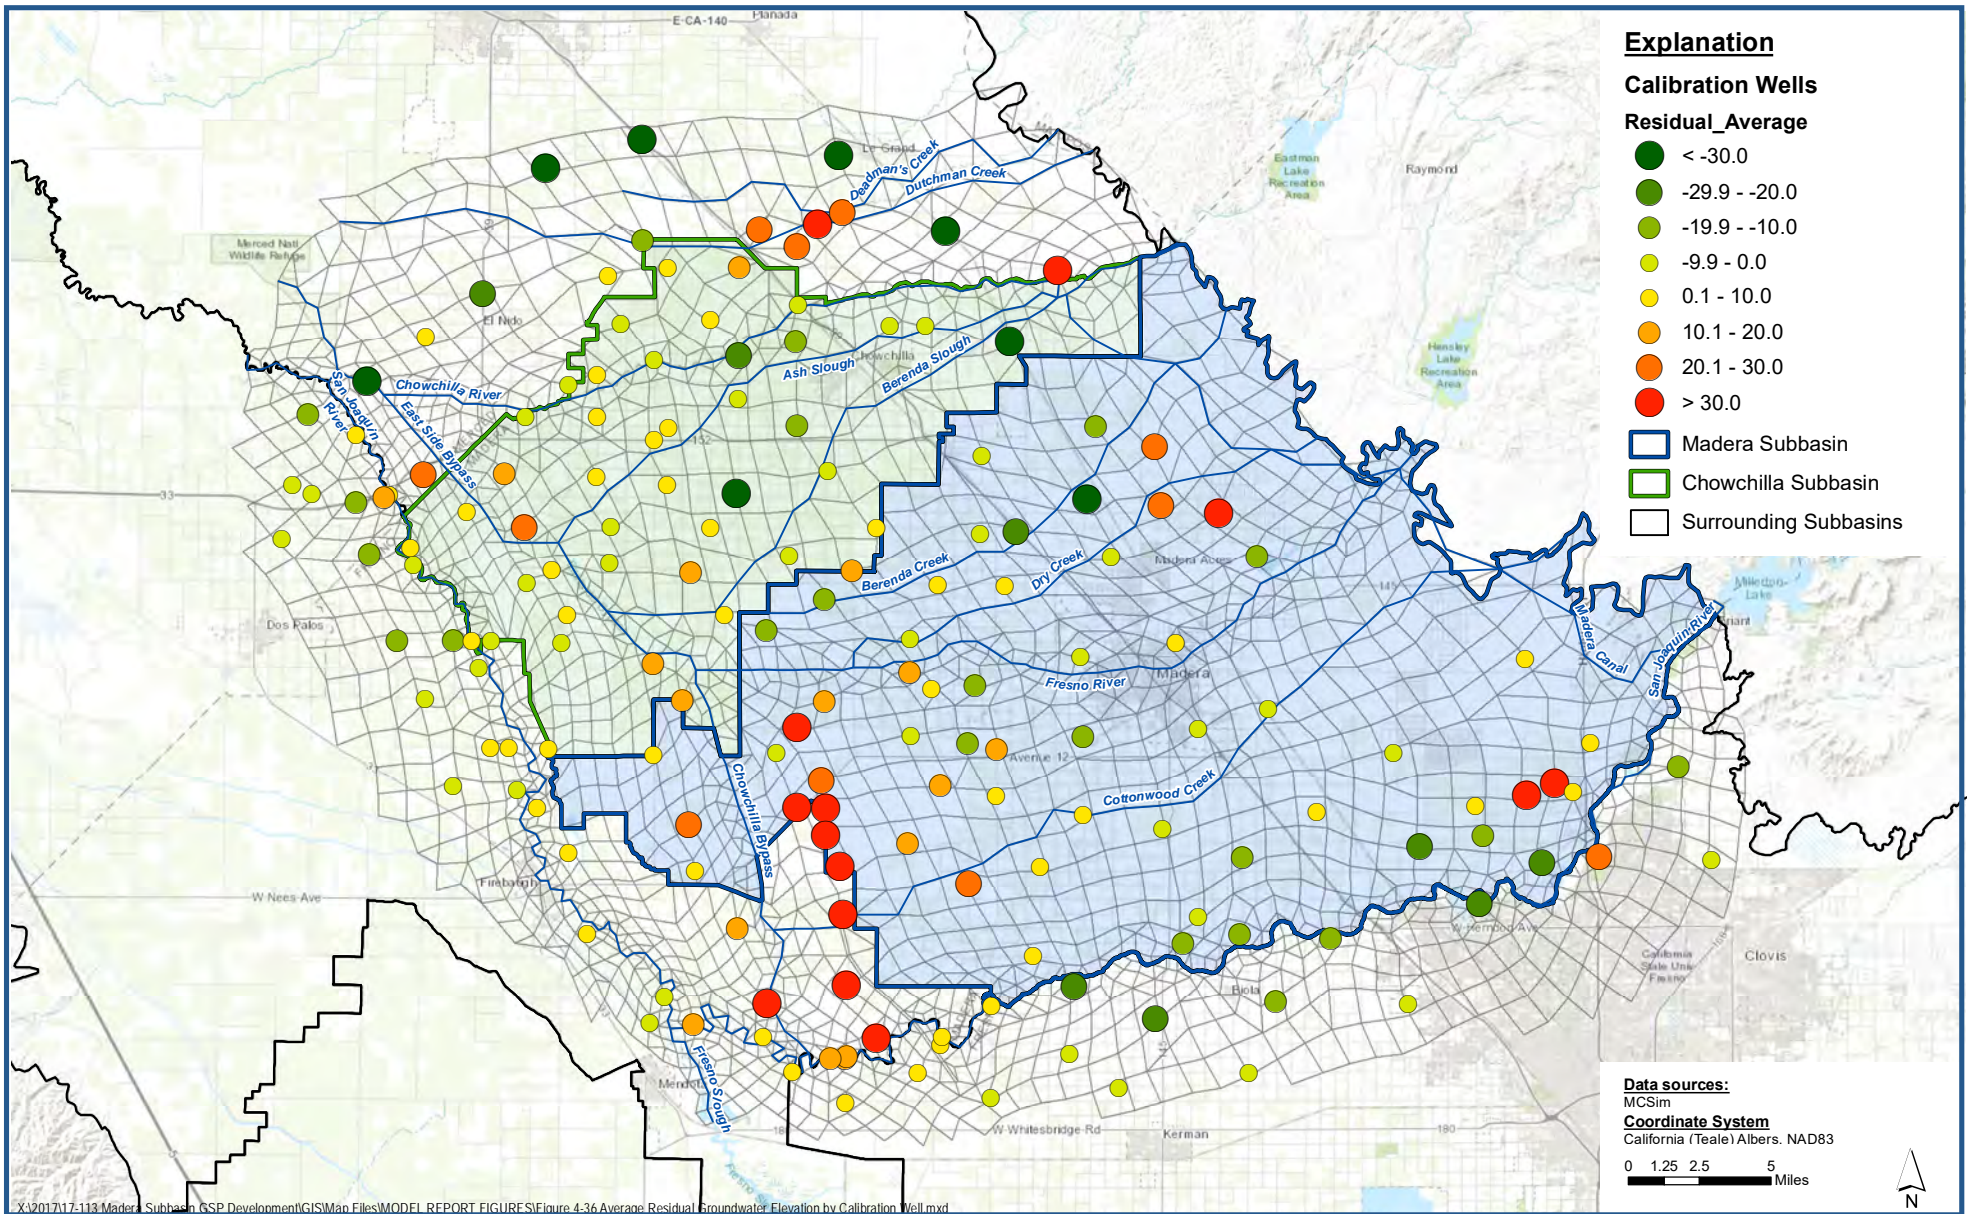 E-CA-140
Planada
Le Grand
Deadman's Creek
Dutchman Creek
Eastman
Lake
Recreation
Area
Raymond
Merced Natl
Wildlife Refuge
El Nido
Chowchilla
Ash Slough
Berenda Slough
Hensley
Lake
Recreation
Area
San Joaquin
River
Chowchilla River
East Side Bypass
152
33
Berenda Creek
Dry Creek
Madera Acres
145
Millerton
Lake
Dos Palos
Madera
Canal
San Joaquin River
Fresno River
Madera
Avenue 12
Chowchilla Bypass
Cottonwood Creek
Firebaugh
W Nees Ave
W Herndon Ave
California
State Univ
Fresno
Clovis
168
Biola
Mendota
Fresno Slough
W Whitesbridge Rd
Kerman
180
180
Explanation
Calibration Wells
Residual_Average
< -30.0
-29.9 - -20.0
-19.9 - -10.0
-9.9 - 0.0
0.1 - 10.0
10.1 - 20.0
20.1 - 30.0
> 30.0
Madera Subbasin
Chowchilla Subbasin
Surrounding Subbasins
Data sources:
MCSim
Coordinate System
California (Teale) Albers, NAD83
0 1.25 2.5 5
Miles
N
X:\2017\17-113 Madera Subbasin GSP Development\GIS\Map Files\MODEL REPORT FIGURES\Figure 4-36 Average Residual Groundwater Elevation by Calibration Well.mxd